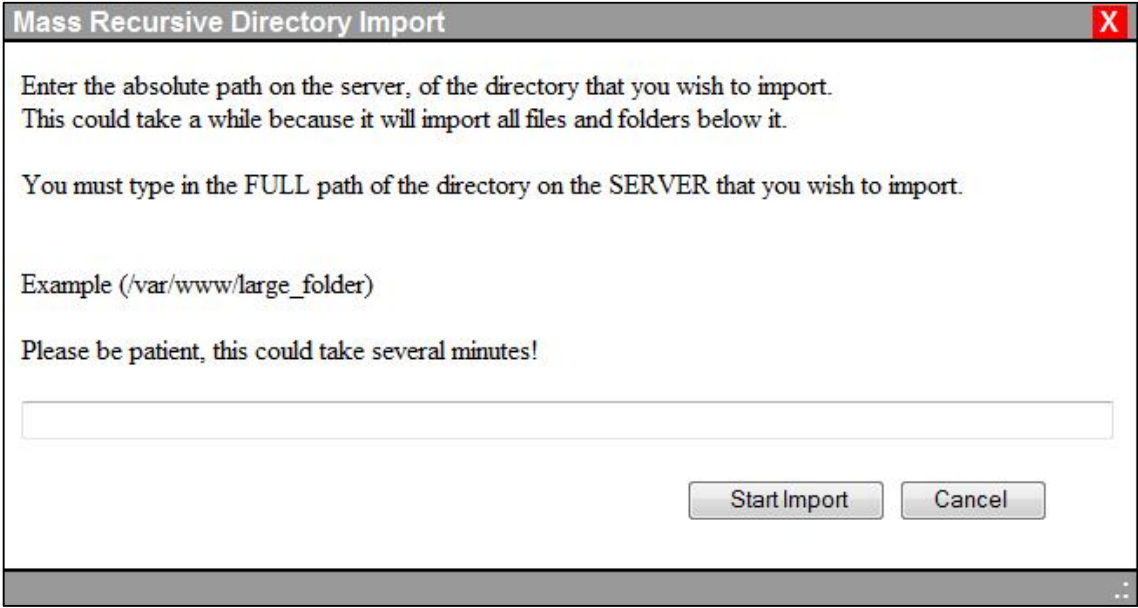 Mass Recursive Directory Import
X
Enter the absolute path on the server, of the directory that you wish to import.
This could take a while because it will import all files and folders below it.
You must type in the FULL path of the directory on the SERVER that you wish to import.
Example (/var/www/large_folder)
Please be patient, this could take several minutes!
Start Import
Cancel